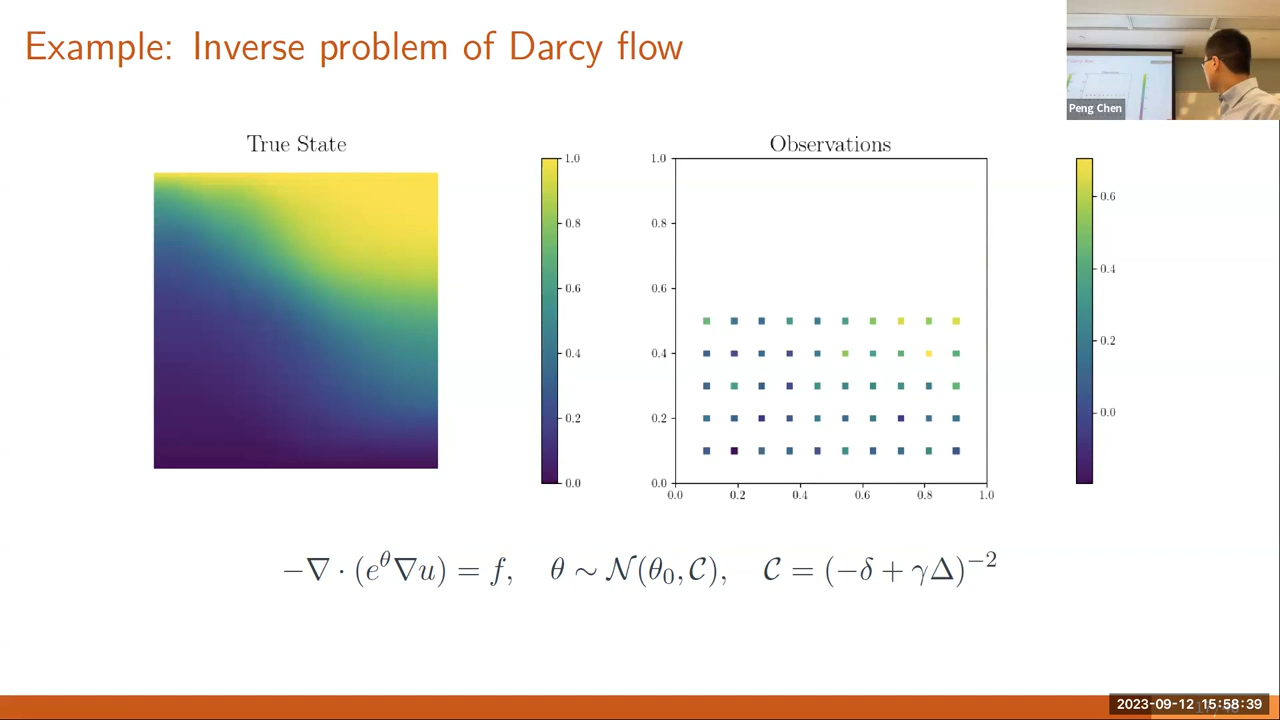 Example: Inverse problem of Darcy flow
Peng Chen
True State
1.0
0.8
0.6
0.4
0.2
0.0
Observations
1.0
0.8
0.6
0.4
0.2
0.0
0.0 0.2 0.4 0.6 0.8 1.0
0.6
0.4
0.2
0.0
−∇ · (e^θ∇u) = f, θ ∼ 𝒩(θ₀, 𝒞), 𝒞 = (−δ + γΔ)⁻²
2023-09-12 15:58:39